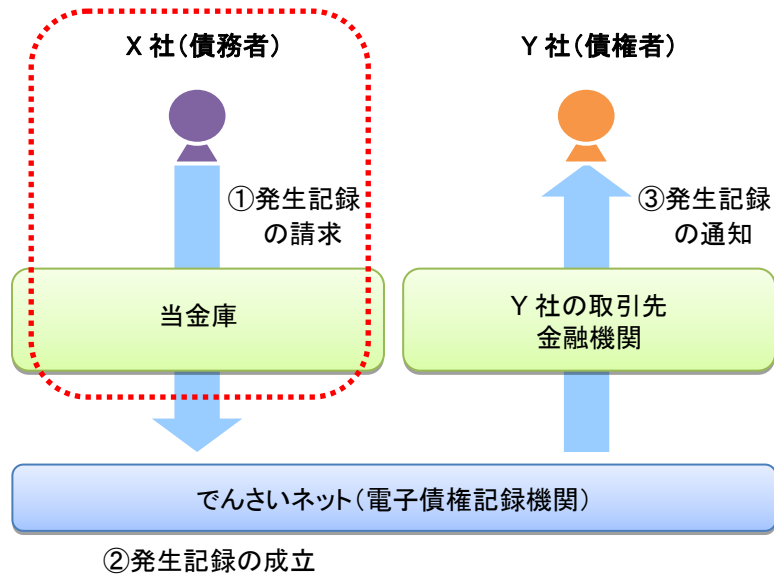 X 社(債務者)
Y 社(債権者)
①発生記録
の請求
③発生記録
の通知
当金庫
Y 社の取引先
金融機関
でんさいネット(電子債権記録機関)
②発生記録の成立